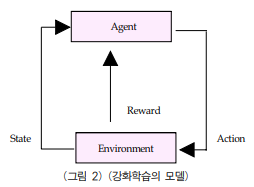 Agent
Reward
State
Action
Environment
(그림 2) (강화학습의 모델)